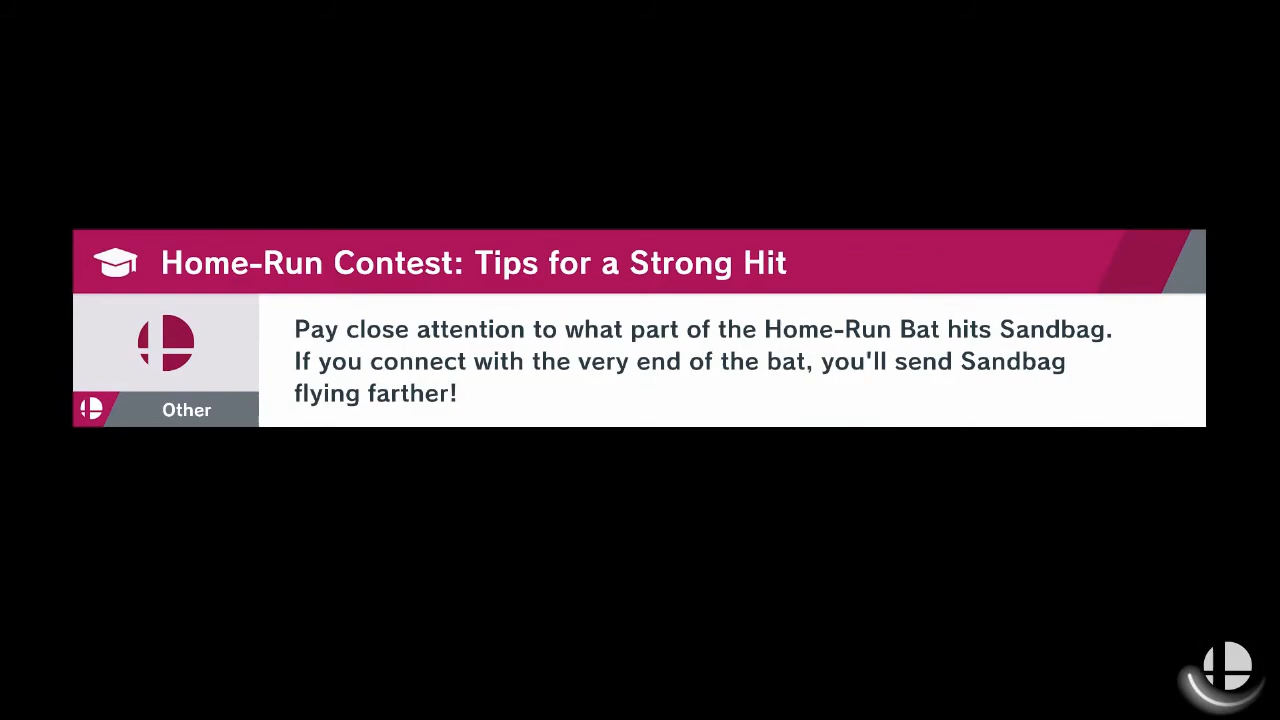 Home-Run Contest: Tips for a Strong Hit
Pay close attention to what part of the Home-Run Bat hits Sandbag.
If you connect with the very end of the bat, you'll send Sandbag
flying farther!
Other